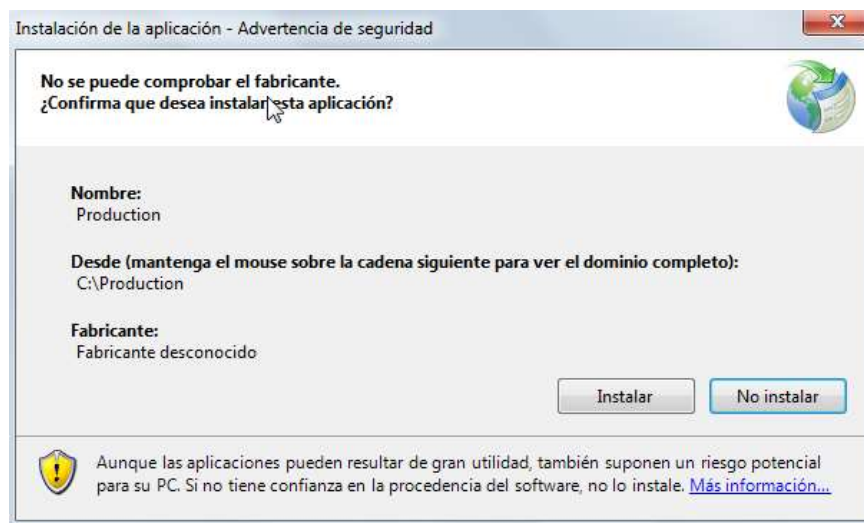 Instalación de la aplicación - Advertencia de seguridad
No se puede comprobar el fabricante.
¿Confirma que desea instalar esta aplicación?
Nombre:
Production
Desde (mantenga el mouse sobre la cadena siguiente para ver el dominio completo):
C:\Production
Fabricante:
Fabricante desconocido
Instalar
No instalar
Aunque las aplicaciones pueden resultar de gran utilidad, también suponen un riesgo potencial
para su PC. Si no tiene confianza en la procedencia del software, no lo instale. Más información...